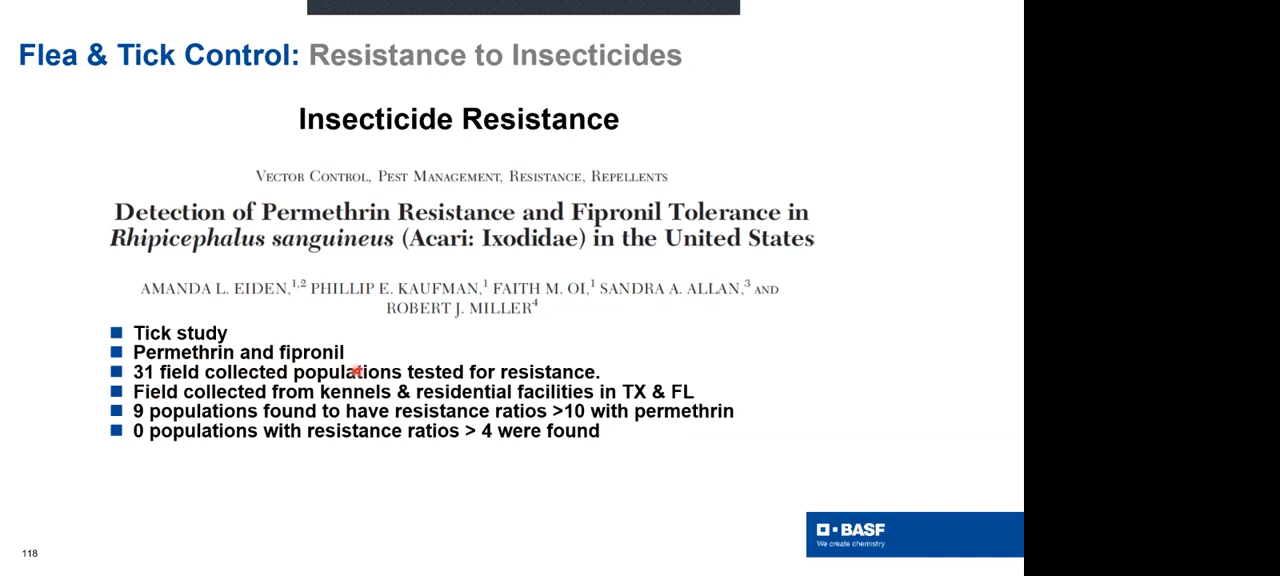 Flea & Tick Control: Resistance to Insecticides
Insecticide Resistance
Vector Control, Pest Management, Resistance, Repellents
Detection of Permethrin Resistance and Fipronil Tolerance in
Rhipicephalus sanguineus (Acari: Ixodidae) in the United States
AMANDA L. EIDEN,1,2 PHILLIP E. KAUFMAN,1 FAITH M. OI,1 SANDRA A. ALLAN,3 AND
ROBERT J. MILLER4
Tick study
Permethrin and fipronil
31 field collected populations tested for resistance.
Field collected from kennels & residential facilities in TX & FL
9 populations found to have resistance ratios >10 with permethrin
0 populations with resistance ratios > 4 were found
BASF
We create chemistry
118